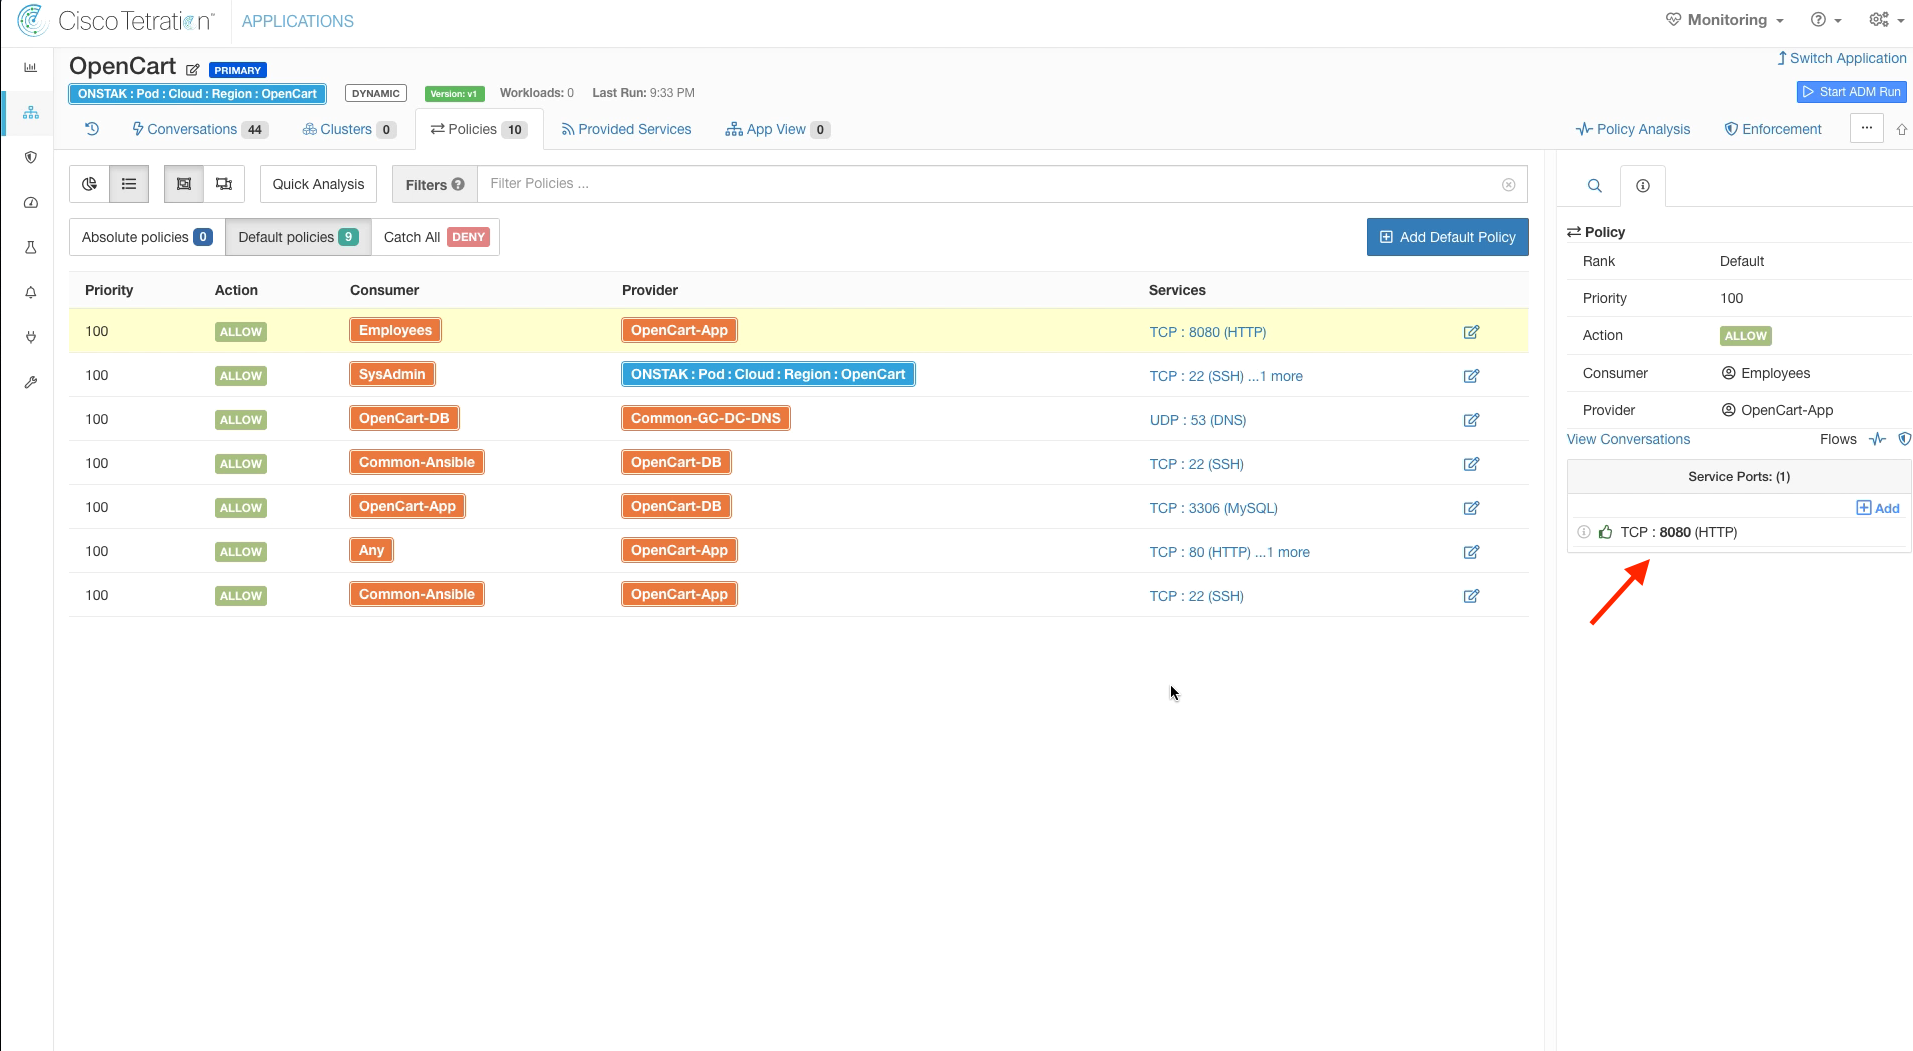 Cisco Tetration™ APPLICATIONS Monitoring
OpenCart PRIMARY Switch Application
ONSTAK : Pod : Cloud : Region : OpenCart DYNAMIC Version: v1 Workloads: 0 Last Run: 9:33 PM Start ADM Run
Conversations 44 Clusters 0 Policies 10 Provided Services App View 0 Policy Analysis Enforcement ...
Quick Analysis Filters ? Filter Policies ...
Absolute policies 0 Default policies 9 Catch All DENY Add Default Policy
Priority Action Consumer Provider Services
100 ALLOW Employees OpenCart-App TCP : 8080 (HTTP)
100 ALLOW SysAdmin ONSTAK : Pod : Cloud : Region : OpenCart TCP : 22 (SSH) ...1 more
100 ALLOW OpenCart-DB Common-GC-DC-DNS UDP : 53 (DNS)
100 ALLOW Common-Ansible OpenCart-DB TCP : 22 (SSH)
100 ALLOW OpenCart-App OpenCart-DB TCP : 3306 (MySQL)
100 ALLOW Any OpenCart-App TCP : 80 (HTTP) ...1 more
100 ALLOW Common-Ansible OpenCart-App TCP : 22 (SSH)
Policy
Rank Default
Priority 100
Action ALLOW
Consumer Employees
Provider OpenCart-App
View Conversations Flows
Service Ports: (1)
Add
TCP : 8080 (HTTP)